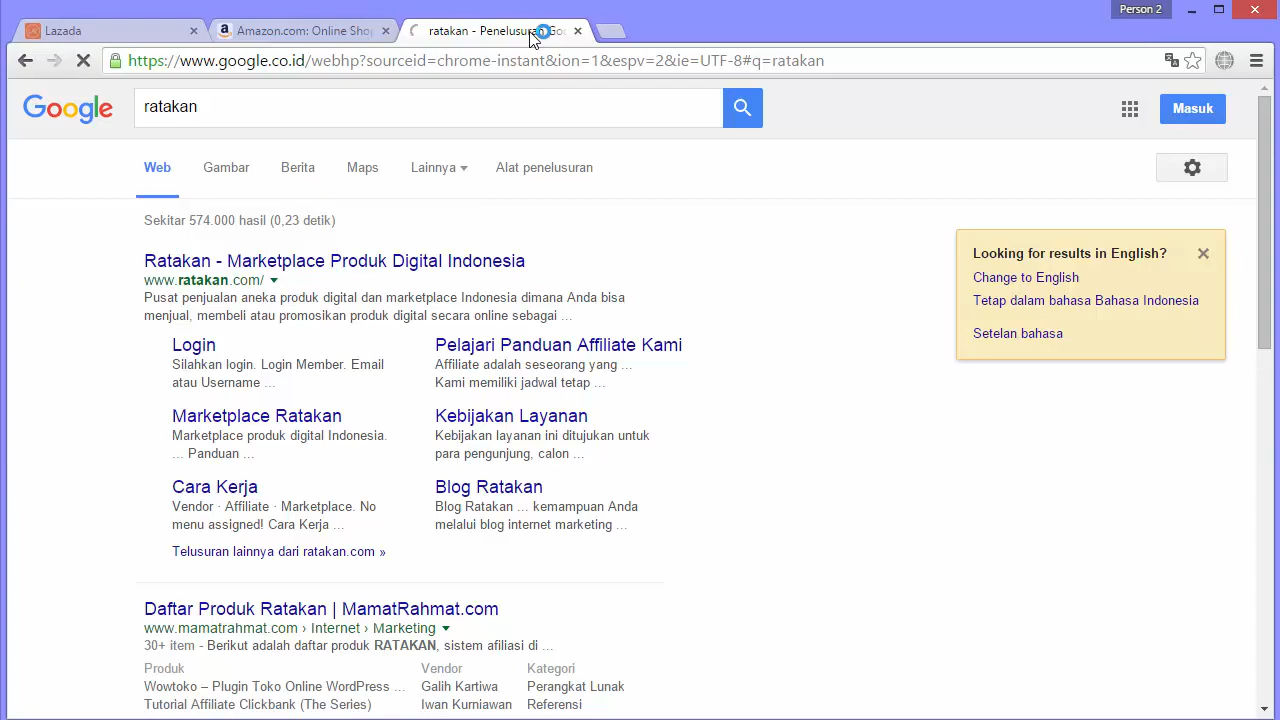 Person 2
Lazada
Amazon.com: Online Shop
ratakan - Penelusuran Goo
https://www.google.co.id/webhp?sourceid=chrome-instant&ion=1&espv=2&ie=UTF-8#q=ratakan
Google
ratakan
Masuk
Web Gambar Berita Maps Lainnya Alat penelusuran
Sekitar 574.000 hasil (0,23 detik)
Looking for results in English?
Change to English
Tetap dalam bahasa Bahasa Indonesia
Setelan bahasa
Ratakan - Marketplace Produk Digital Indonesia
www.ratakan.com/
Pusat penjualan aneka produk digital dan marketplace Indonesia dimana Anda bisa
menjual, membeli atau promosikan produk digital secara online sebagai ...
Login
Silahkan login. Login Member. Email
atau Username ...
Pelajari Panduan Affiliate Kami
Affiliate adalah seseorang yang ...
Kami memiliki jadwal tetap ...
Marketplace Ratakan
Marketplace produk digital Indonesia.
... Panduan ...
Kebijakan Layanan
Kebijakan layanan ini ditujukan untuk
para pengunjung, calon ...
Cara Kerja
Vendor · Affiliate · Marketplace. No
menu assigned! Cara Kerja ...
Blog Ratakan
Blog Ratakan ... kemampuan Anda
melalui blog internet marketing ...
Telusuran lainnya dari ratakan.com »
Daftar Produk Ratakan | MamatRahmat.com
www.mamatrahmat.com › Internet › Marketing
30+ item - Berikut adalah daftar produk RATAKAN, sistem afiliasi di ...
Produk Vendor Kategori
Wowtoko – Plugin Toko Online WordPress ... Galih Kartiwa Perangkat Lunak
Tutorial Affiliate Clickbank (The Series) Iwan Kurniawan Referensi